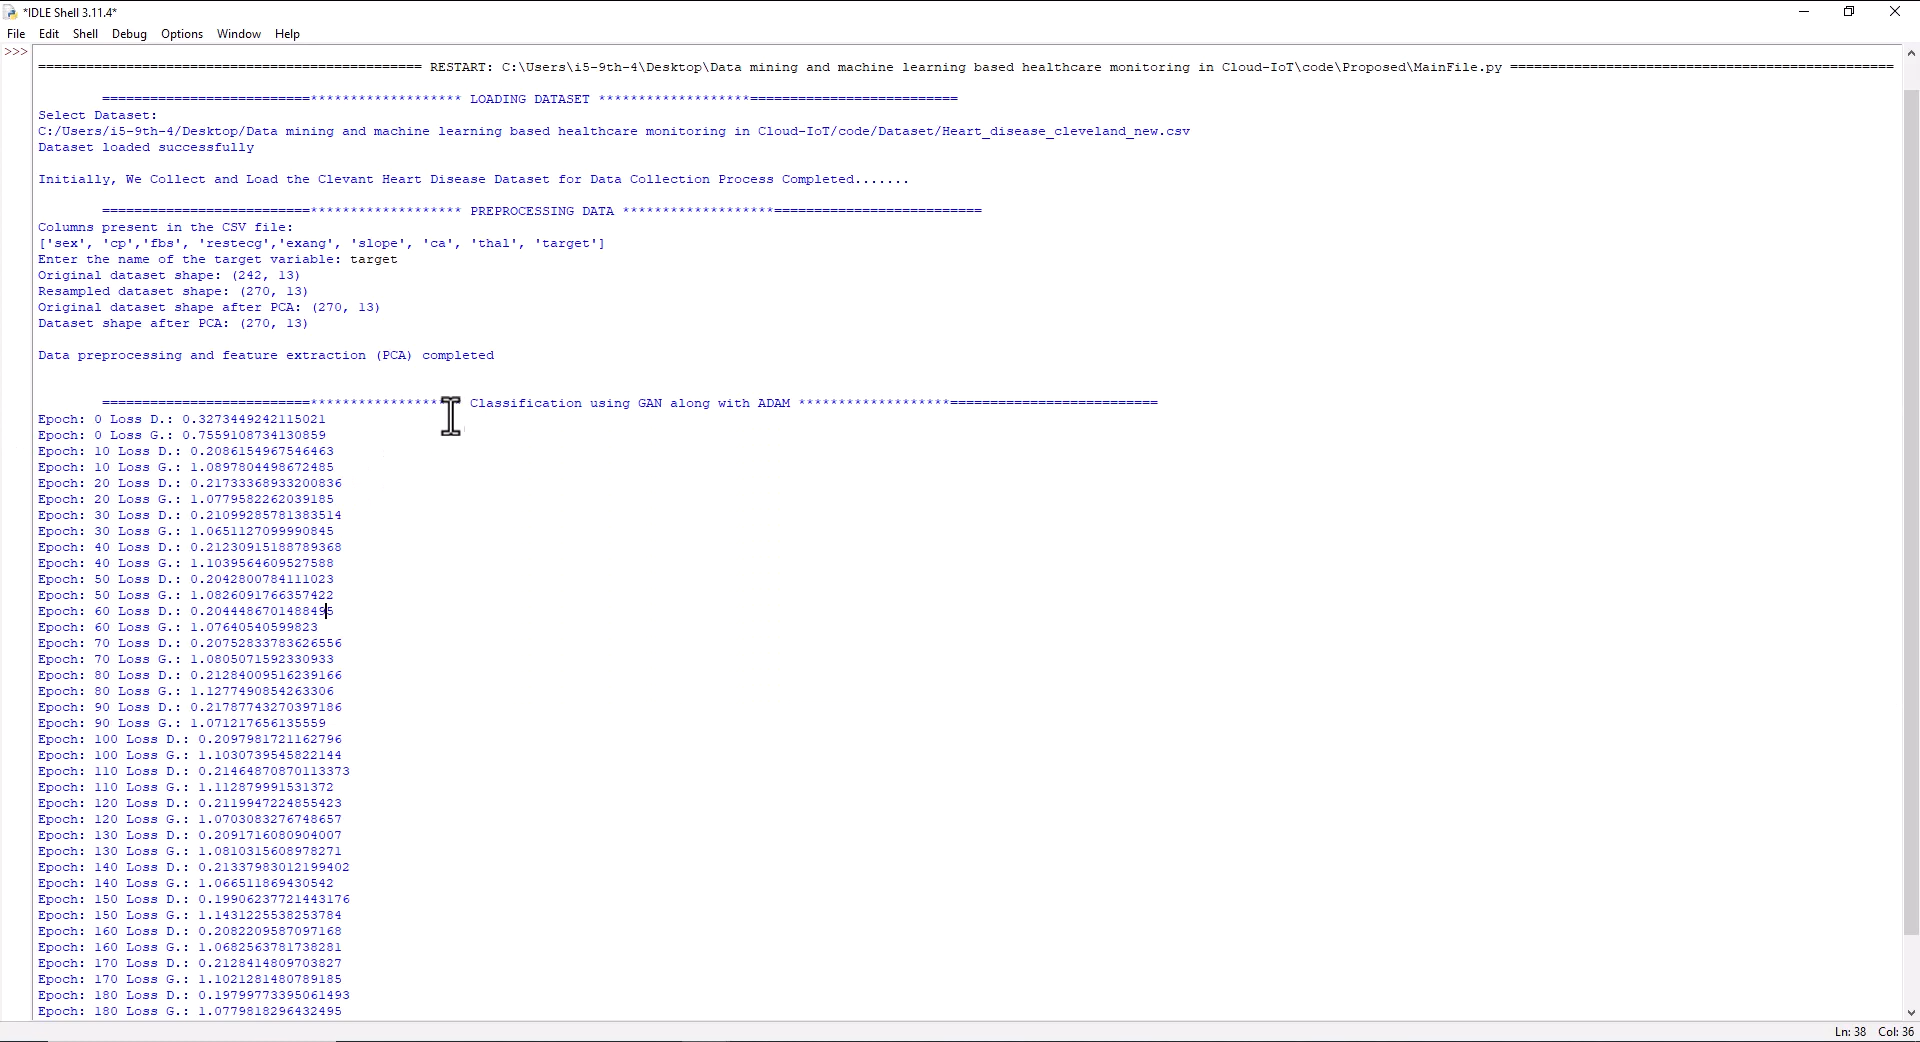 *IDLE Shell 3.11.4*
File Edit Shell Debug Options Window Help
>>>
================================================ RESTART: C:\Users\i5-9th-4\Desktop\Data mining and machine learning based healthcare monitoring in Cloud-IoT\code\Proposed\MainFile.py ================================================
==========================******************* LOADING DATASET *******************==========================
Select Dataset:
C:/Users/i5-9th-4/Desktop/Data mining and machine learning based healthcare monitoring in Cloud-IoT/code/Dataset/Heart_disease_cleveland_new.csv
Dataset loaded successfully
Initially, We Collect and Load the Clevant Heart Disease Dataset for Data Collection Process Completed.......
==========================******************* PREPROCESSING DATA *******************==========================
Columns present in the CSV file:
['sex', 'cp','fbs', 'restecg','exang', 'slope', 'ca', 'thal', 'target']
Enter the name of the target variable: target
Original dataset shape: (242, 13)
Resampled dataset shape: (270, 13)
Original dataset shape after PCA: (270, 13)
Dataset shape after PCA: (270, 13)
Data preprocessing and feature extraction (PCA) completed
==========================***************** Classification using GAN along with ADAM *******************==========================
Epoch: 0 Loss D.: 0.3273449242115021
Epoch: 0 Loss G.: 0.7559108734130859
Epoch: 10 Loss D.: 0.2086154967546463
Epoch: 10 Loss G.: 1.0897804498672485
Epoch: 20 Loss D.: 0.21733368933200836
Epoch: 20 Loss G.: 1.0779582262039185
Epoch: 30 Loss D.: 0.21099285781383514
Epoch: 30 Loss G.: 1.0651127099990845
Epoch: 40 Loss D.: 0.21230915188789368
Epoch: 40 Loss G.: 1.1039564609527588
Epoch: 50 Loss D.: 0.2042800784111023
Epoch: 50 Loss G.: 1.0826091766357422
Epoch: 60 Loss D.: 0.2044486701488495
Epoch: 60 Loss G.: 1.07640540599823
Epoch: 70 Loss D.: 0.20752833783626556
Epoch: 70 Loss G.: 1.0805071592330933
Epoch: 80 Loss D.: 0.21284009516239166
Epoch: 80 Loss G.: 1.1277490854263306
Epoch: 90 Loss D.: 0.21787743270397186
Epoch: 90 Loss G.: 1.071217656135559
Epoch: 100 Loss D.: 0.2097981721162796
Epoch: 100 Loss G.: 1.1030739545822144
Epoch: 110 Loss D.: 0.21464870870113373
Epoch: 110 Loss G.: 1.112879991531372
Epoch: 120 Loss D.: 0.2119947224855423
Epoch: 120 Loss G.: 1.0703083276748657
Epoch: 130 Loss D.: 0.2091716080904007
Epoch: 130 Loss G.: 1.0810315608978271
Epoch: 140 Loss D.: 0.21337983012199402
Epoch: 140 Loss G.: 1.066511869430542
Epoch: 150 Loss D.: 0.19906237721443176
Epoch: 150 Loss G.: 1.1431225538253784
Epoch: 160 Loss D.: 0.2082209587097168
Epoch: 160 Loss G.: 1.0682563781738281
Epoch: 170 Loss D.: 0.2128414809703827
Epoch: 170 Loss G.: 1.1021281480789185
Epoch: 180 Loss D.: 0.19799773395061493
Epoch: 180 Loss G.: 1.0779818296432495
Ln: 38 Col: 36